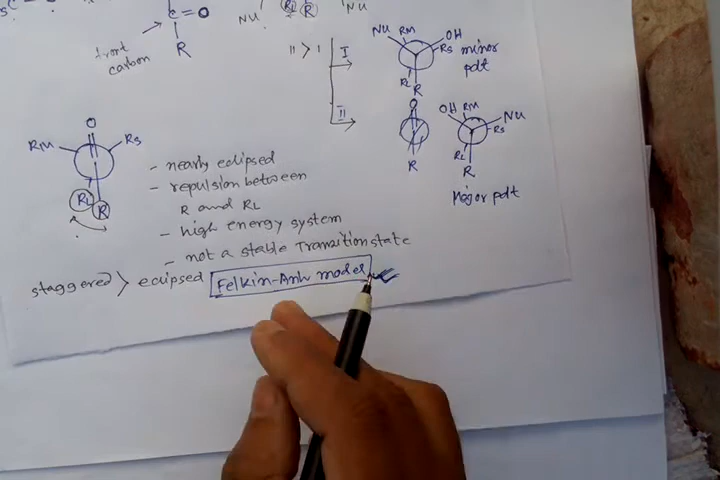 C=O
R
front
carbon
NU
RL R
NU
II > I
I
NU RM OH
RS
RL
R
minor
pdt
II
O
R
OH RM NU
RS
RL
R
Major pdt
O
RM RS
RL R
- nearly eclipsed
- repulsion between
R and RL
- high energy system
- not a stable Transition state
staggered > eclipsed Felkin-Anh model